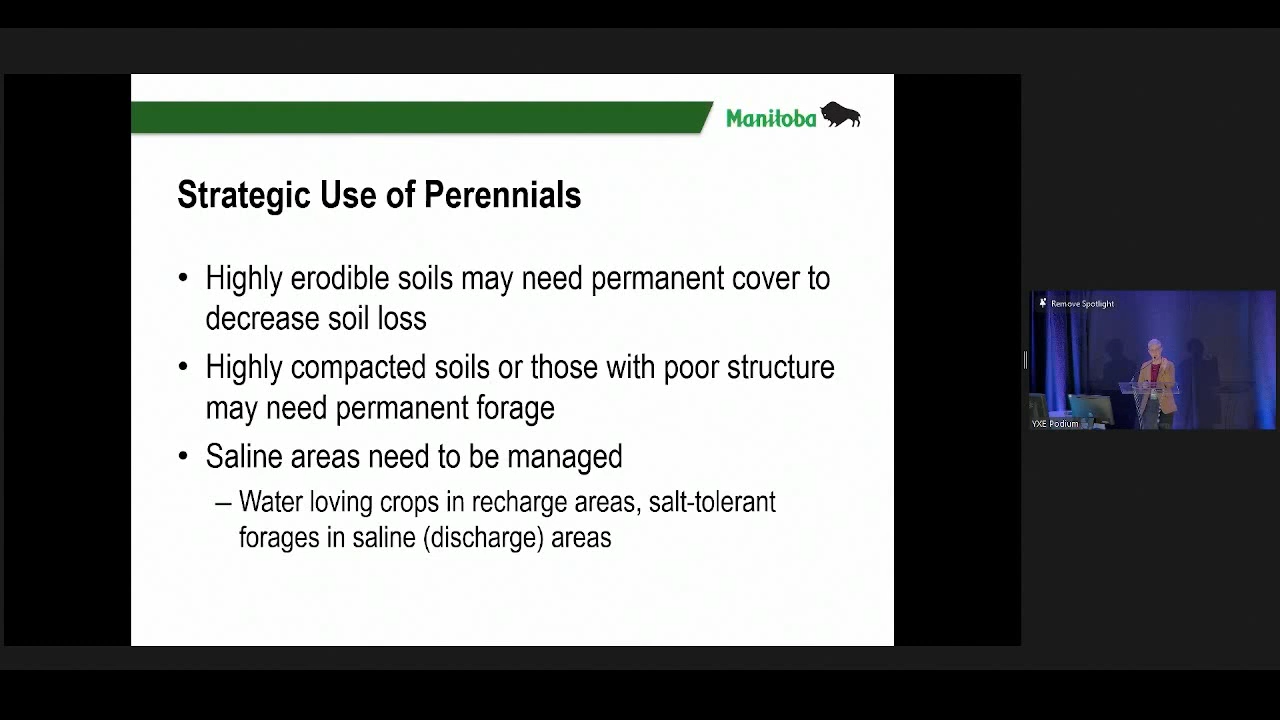 Manitoba
Strategic Use of Perennials
• Highly erodible soils may need permanent cover to
decrease soil loss
• Highly compacted soils or those with poor structure
may need permanent forage
• Saline areas need to be managed
– Water loving crops in recharge areas, salt-tolerant
forages in saline (discharge) areas
Remove Spotlight
YXE Podium